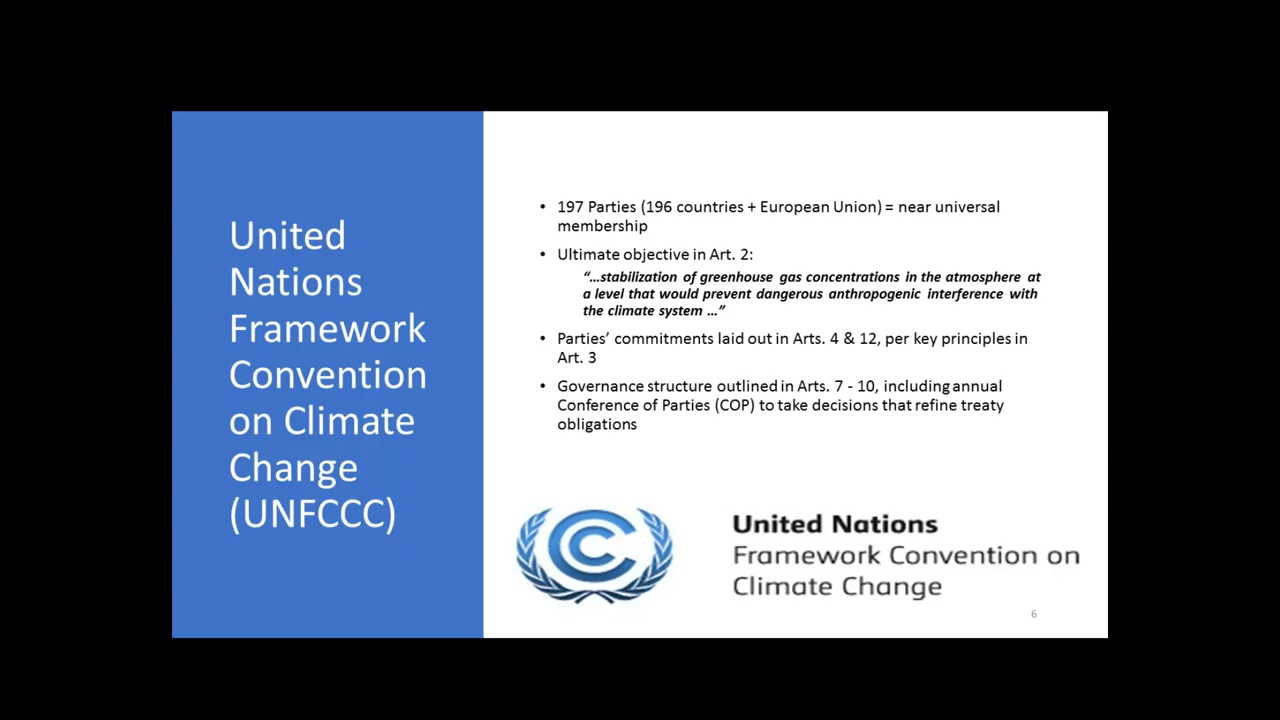 United
Nations
Framework
Convention
on Climate
Change
(UNFCCC)
• 197 Parties (196 countries + European Union) = near universal
membership
• Ultimate objective in Art. 2:
“…stabilization of greenhouse gas concentrations in the atmosphere at
a level that would prevent dangerous anthropogenic interference with
the climate system …”
• Parties’ commitments laid out in Arts. 4 & 12, per key principles in
Art. 3
• Governance structure outlined in Arts. 7 - 10, including annual
Conference of Parties (COP) to take decisions that refine treaty
obligations
United Nations
Framework Convention on
Climate Change
6